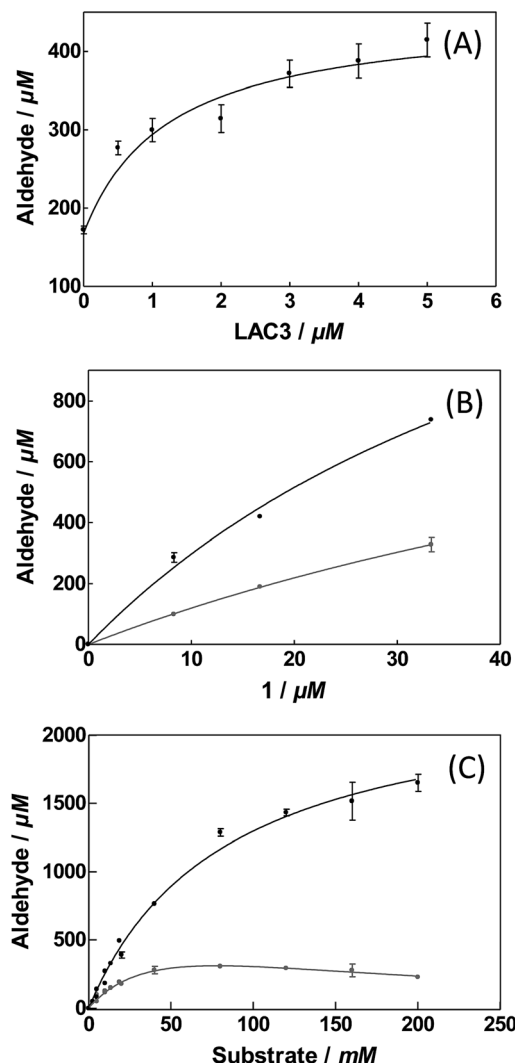 (A)
Aldehyde / µM
400
300
200
100
0 1 2 3 4 5 6
LAC3 / µM
(B)
Aldehyde / µM
800
600
400
200
0
0 10 20 30 40
1 / µM
(C)
Aldehyde / µM
2000
1500
1000
500
0
0 50 100 150 200 250
Substrate / mM